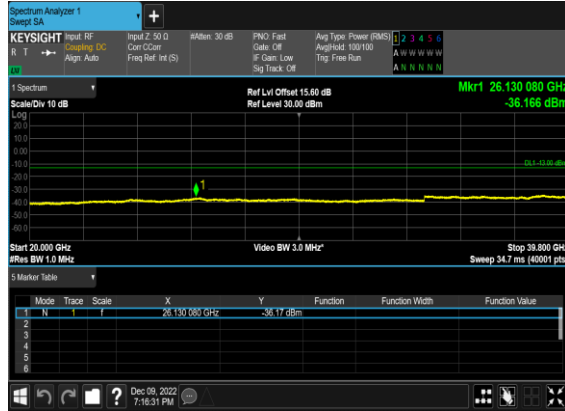 Spectrum Analyzer 1
Swept SA
+
KEYSIGHT Input: RF Input Z: 50 Ω #Atten: 30 dB PNO: Fast Avg Type: Power (RMS) 1 2 3 4 5 6
R T Coupling: DC Corr CCorr Gate: Off Avg|Hold: 100/100 A W W W W W
Align: Auto Freq Ref: Int (S) IF Gain: Low Trig: Free Run
Sig Track: Off A N N N N N
1 Spectrum Ref Lvl Offset 15.60 dB Mkr1 26.130 080 GHz
Scale/Div 10 dB Ref Level 30.00 dBm -36.166 dBm
Log
20.0
10.0
0.00
-10.0
DL1 -13.00 dBm
-20.0
1
-30.0
-40.0
-50.0
-60.0
Start 20.000 GHz Video BW 3.0 MHz* Stop 39.800 GHz
#Res BW 1.0 MHz Sweep 34.7 ms (40001 pts)
5 Marker Table
Mode Trace Scale X Y Function Function Width Function Value
1 N 1 f 26.130 080 GHz -36.17 dBm
2
3
4
5
6
? Dec 09, 2022
7:16:31 PM